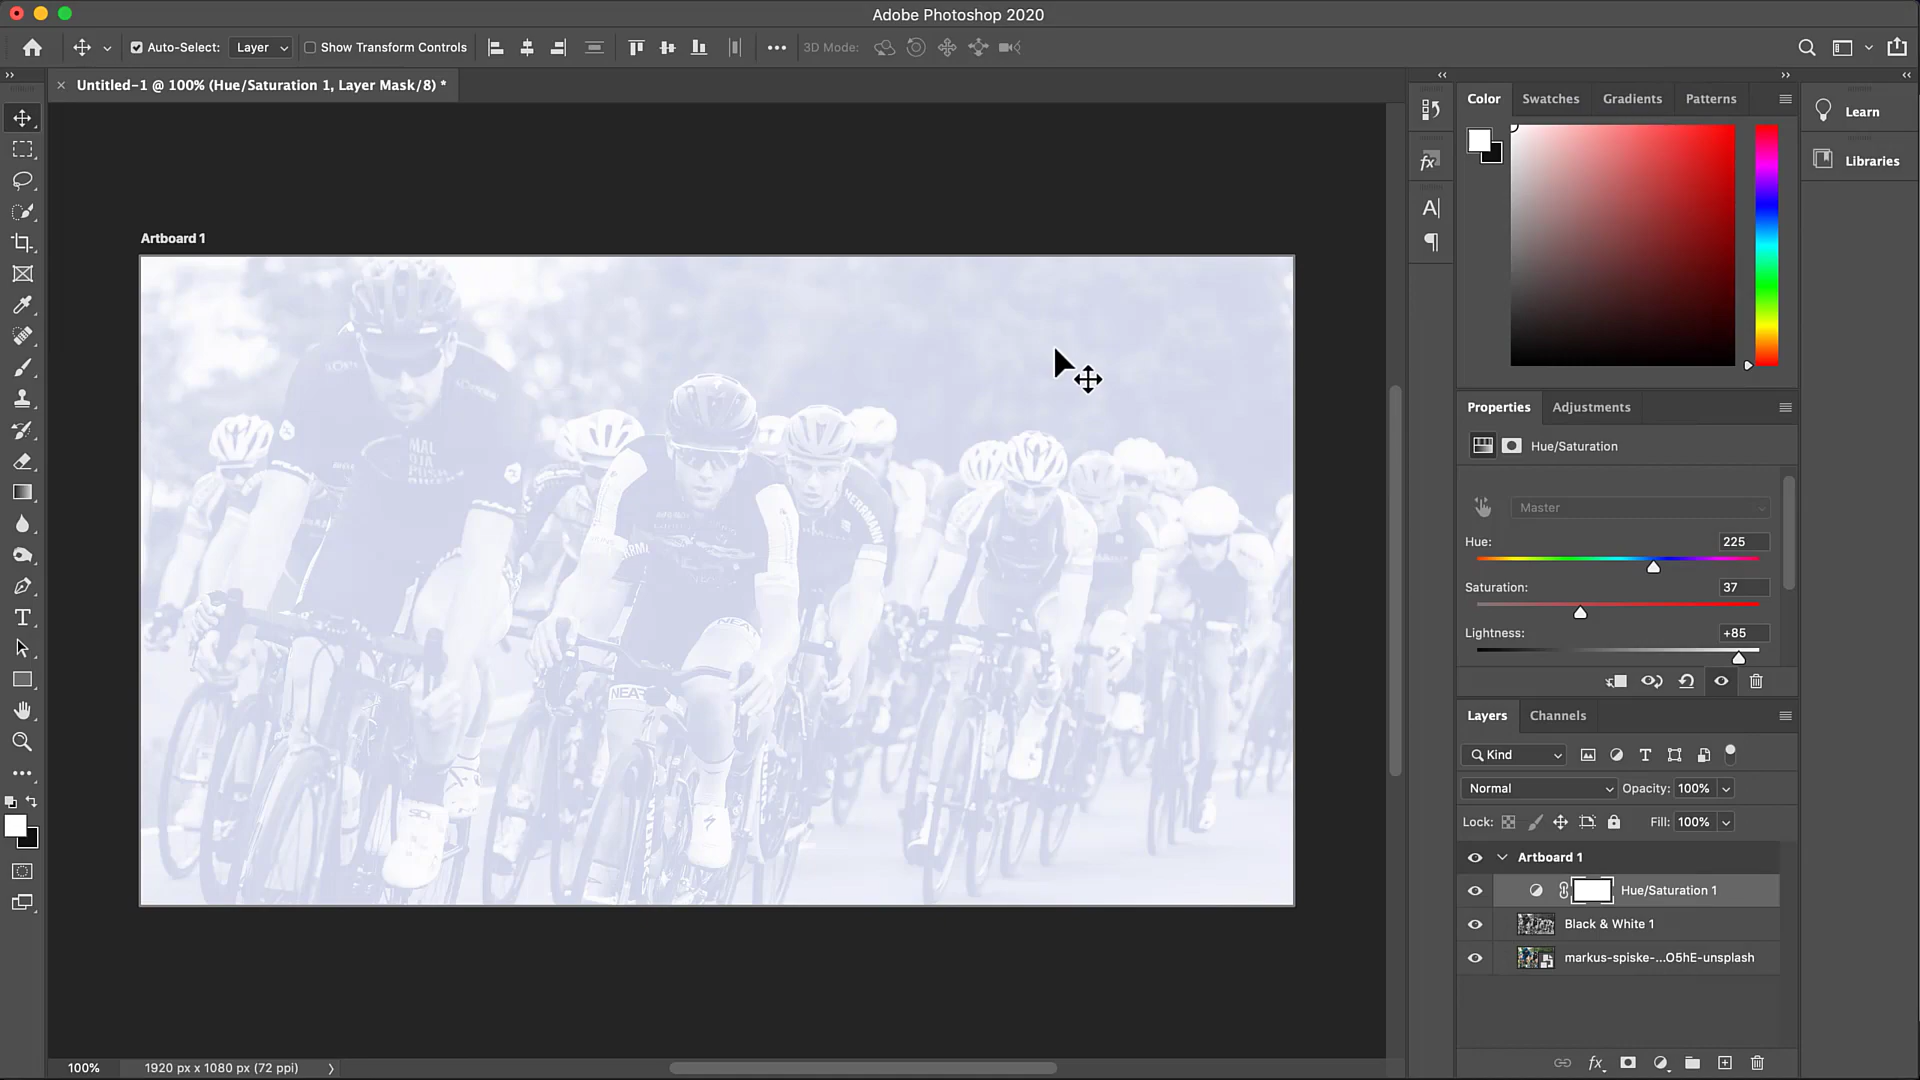 Adobe Photoshop 2020
Auto-Select: Layer Show Transform Controls 3D Mode:
Untitled-1 @ 100% (Hue/Saturation 1, Layer Mask/8) *
Artboard 1
MAL
HERRMANN
NEAR
Color Swatches Gradients Patterns
Learn
Libraries
Properties Adjustments
Hue/Saturation
Master
Hue: 225
Saturation: 37
Lightness: +85
Layers Channels
Kind
Normal Opacity: 100%
Lock: Fill: 100%
Artboard 1
Hue/Saturation 1
Black & White 1
markus-spiske-...O5hE-unsplash
100% 1920 px x 1080 px (72 ppi)